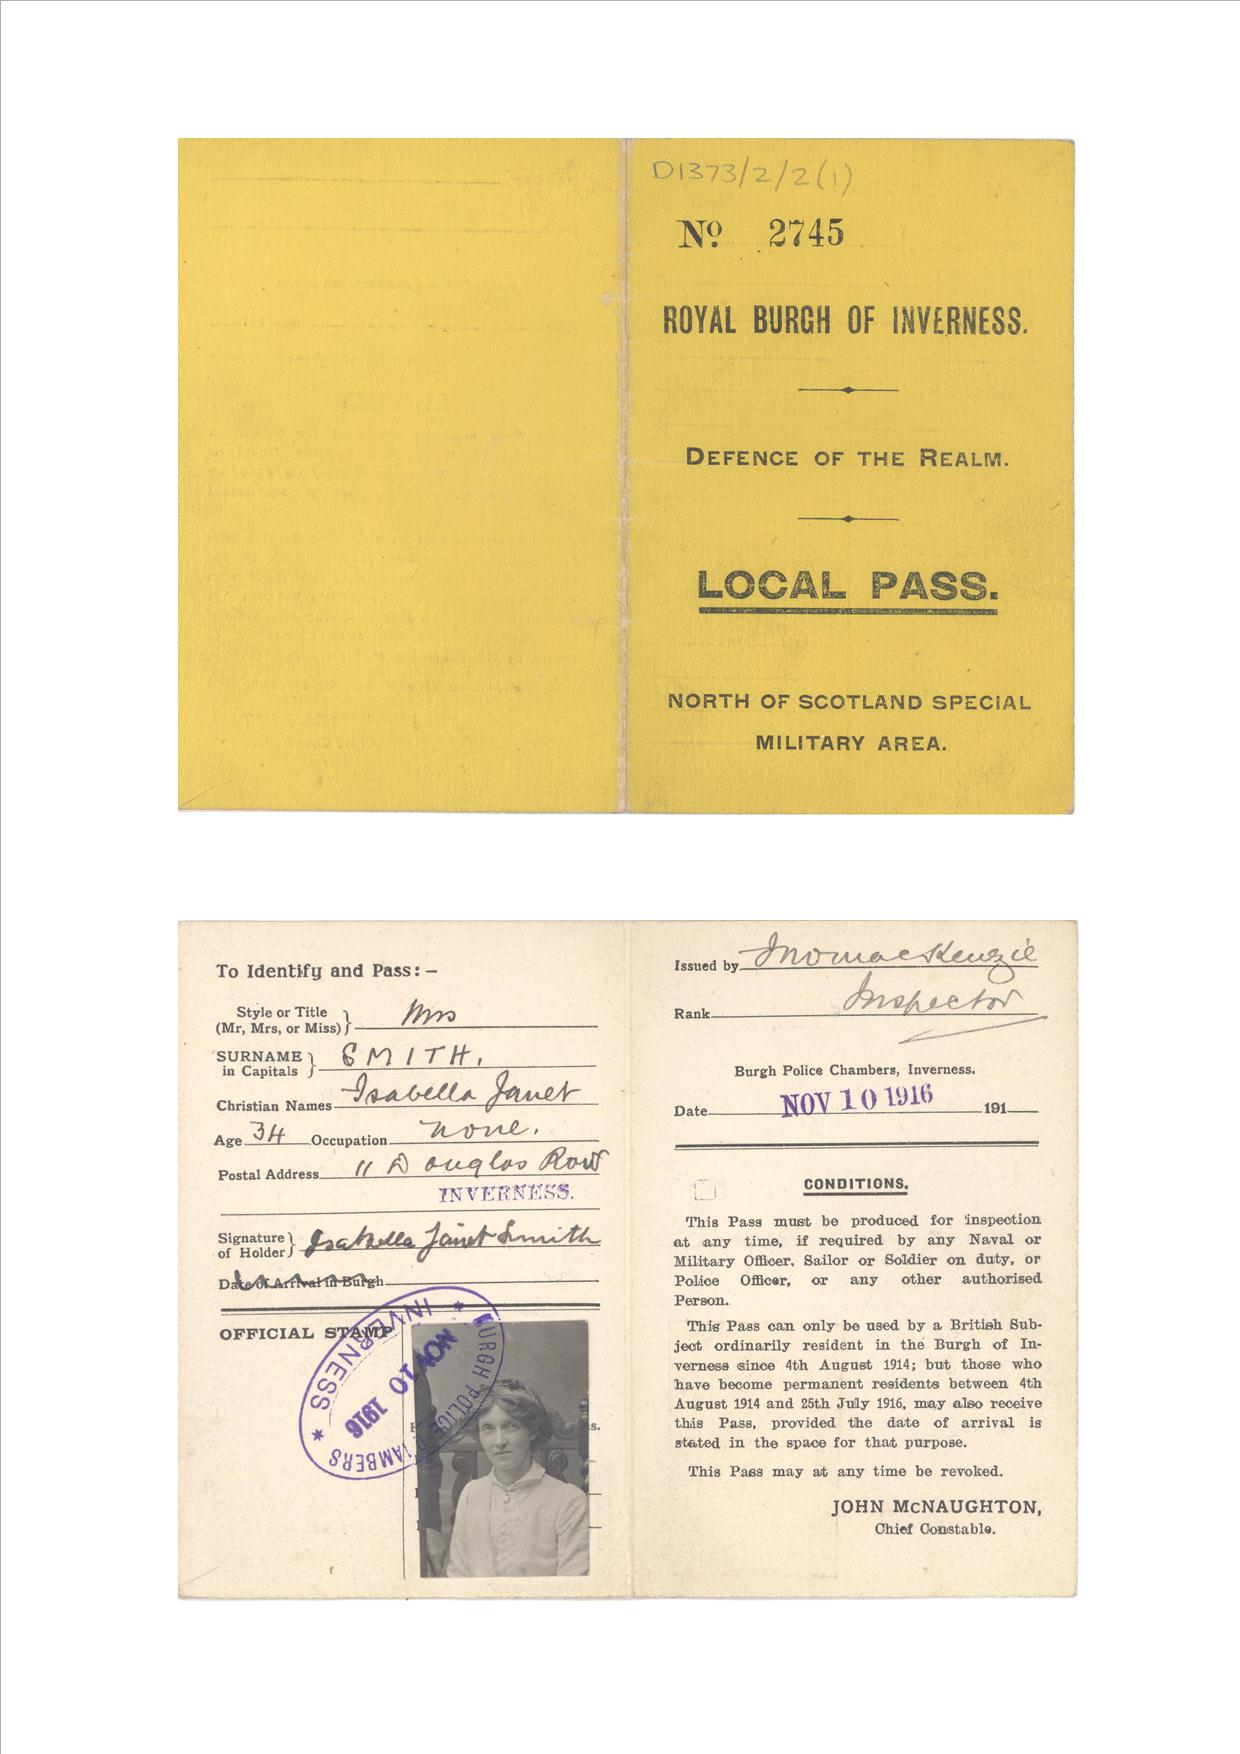 D1373/2/2(1)
No. 2745
ROYAL BURGH OF INVERNESS.
DEFENCE OF THE REALM.
LOCAL PASS.
NORTH OF SCOTLAND SPECIAL
MILITARY AREA.
To Identify and Pass:—
Style or Title
(Mr, Mrs, or Miss) } Mrs
SURNAME
in Capitals } SMITH.
Christian Names Isabella Janet
Age 34 Occupation none.
Postal Address 11 Douglas Row
INVERNESS.
Signature
of Holder } Isabella Janet Smith
Date of Arrival in Burgh
OFFICIAL STAMP
BURGH POLICE CHAMBERS
NOV 10 1916
INVERNESS
s.
Issued by Jno Mackenzie
Rank Inspector
Burgh Police Chambers, Inverness.
Date NOV 10 1916 191
CONDITIONS.
This Pass must be produced for inspection
at any time, if required by any Naval or
Military Officer, Sailor or Soldier on duty, or
Police Officer, or any other authorised
Person.
This Pass can only be used by a British Sub-
ject ordinarily resident in the Burgh of In-
verness since 4th August 1914; but those who
have become permanent residents between 4th
August 1914 and 25th July 1916, may also receive
this Pass, provided the date of arrival is
stated in the space for that purpose.
This Pass may at any time be revoked.
JOHN McNAUGHTON,
Chief Constable.